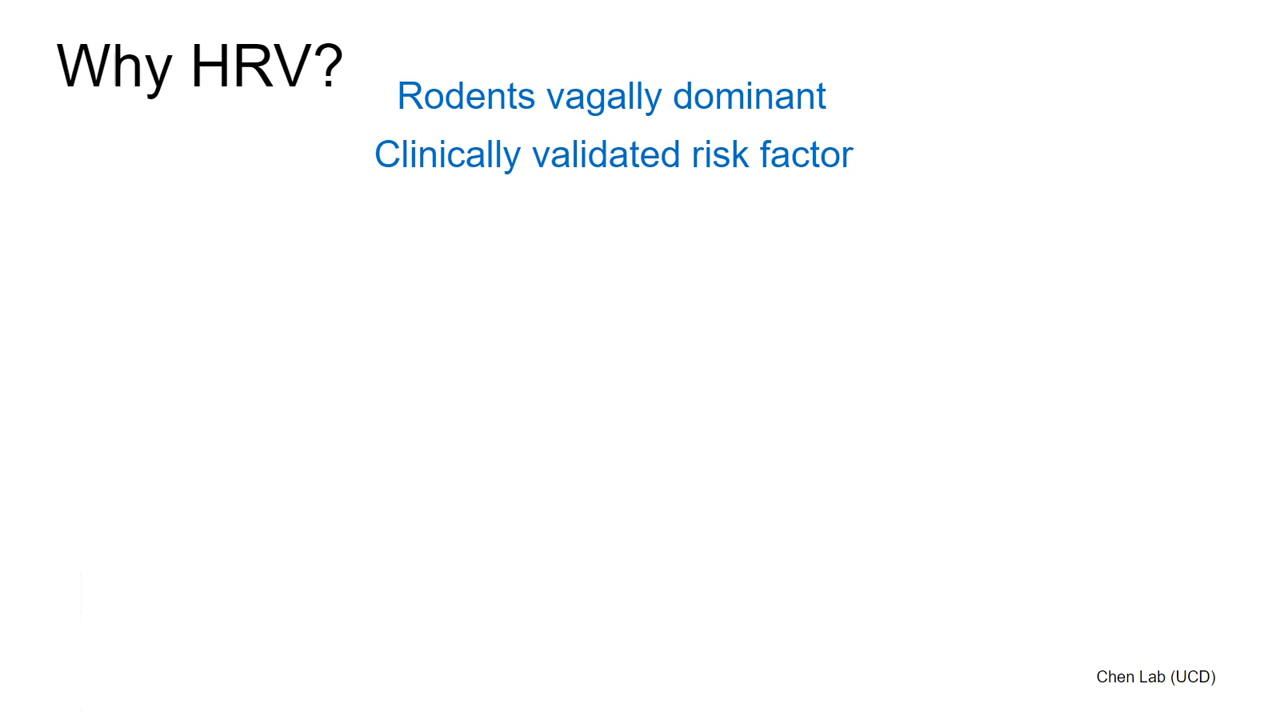 Why HRV?
Rodents vagally dominant
Clinically validated risk factor
Chen Lab (UCD)